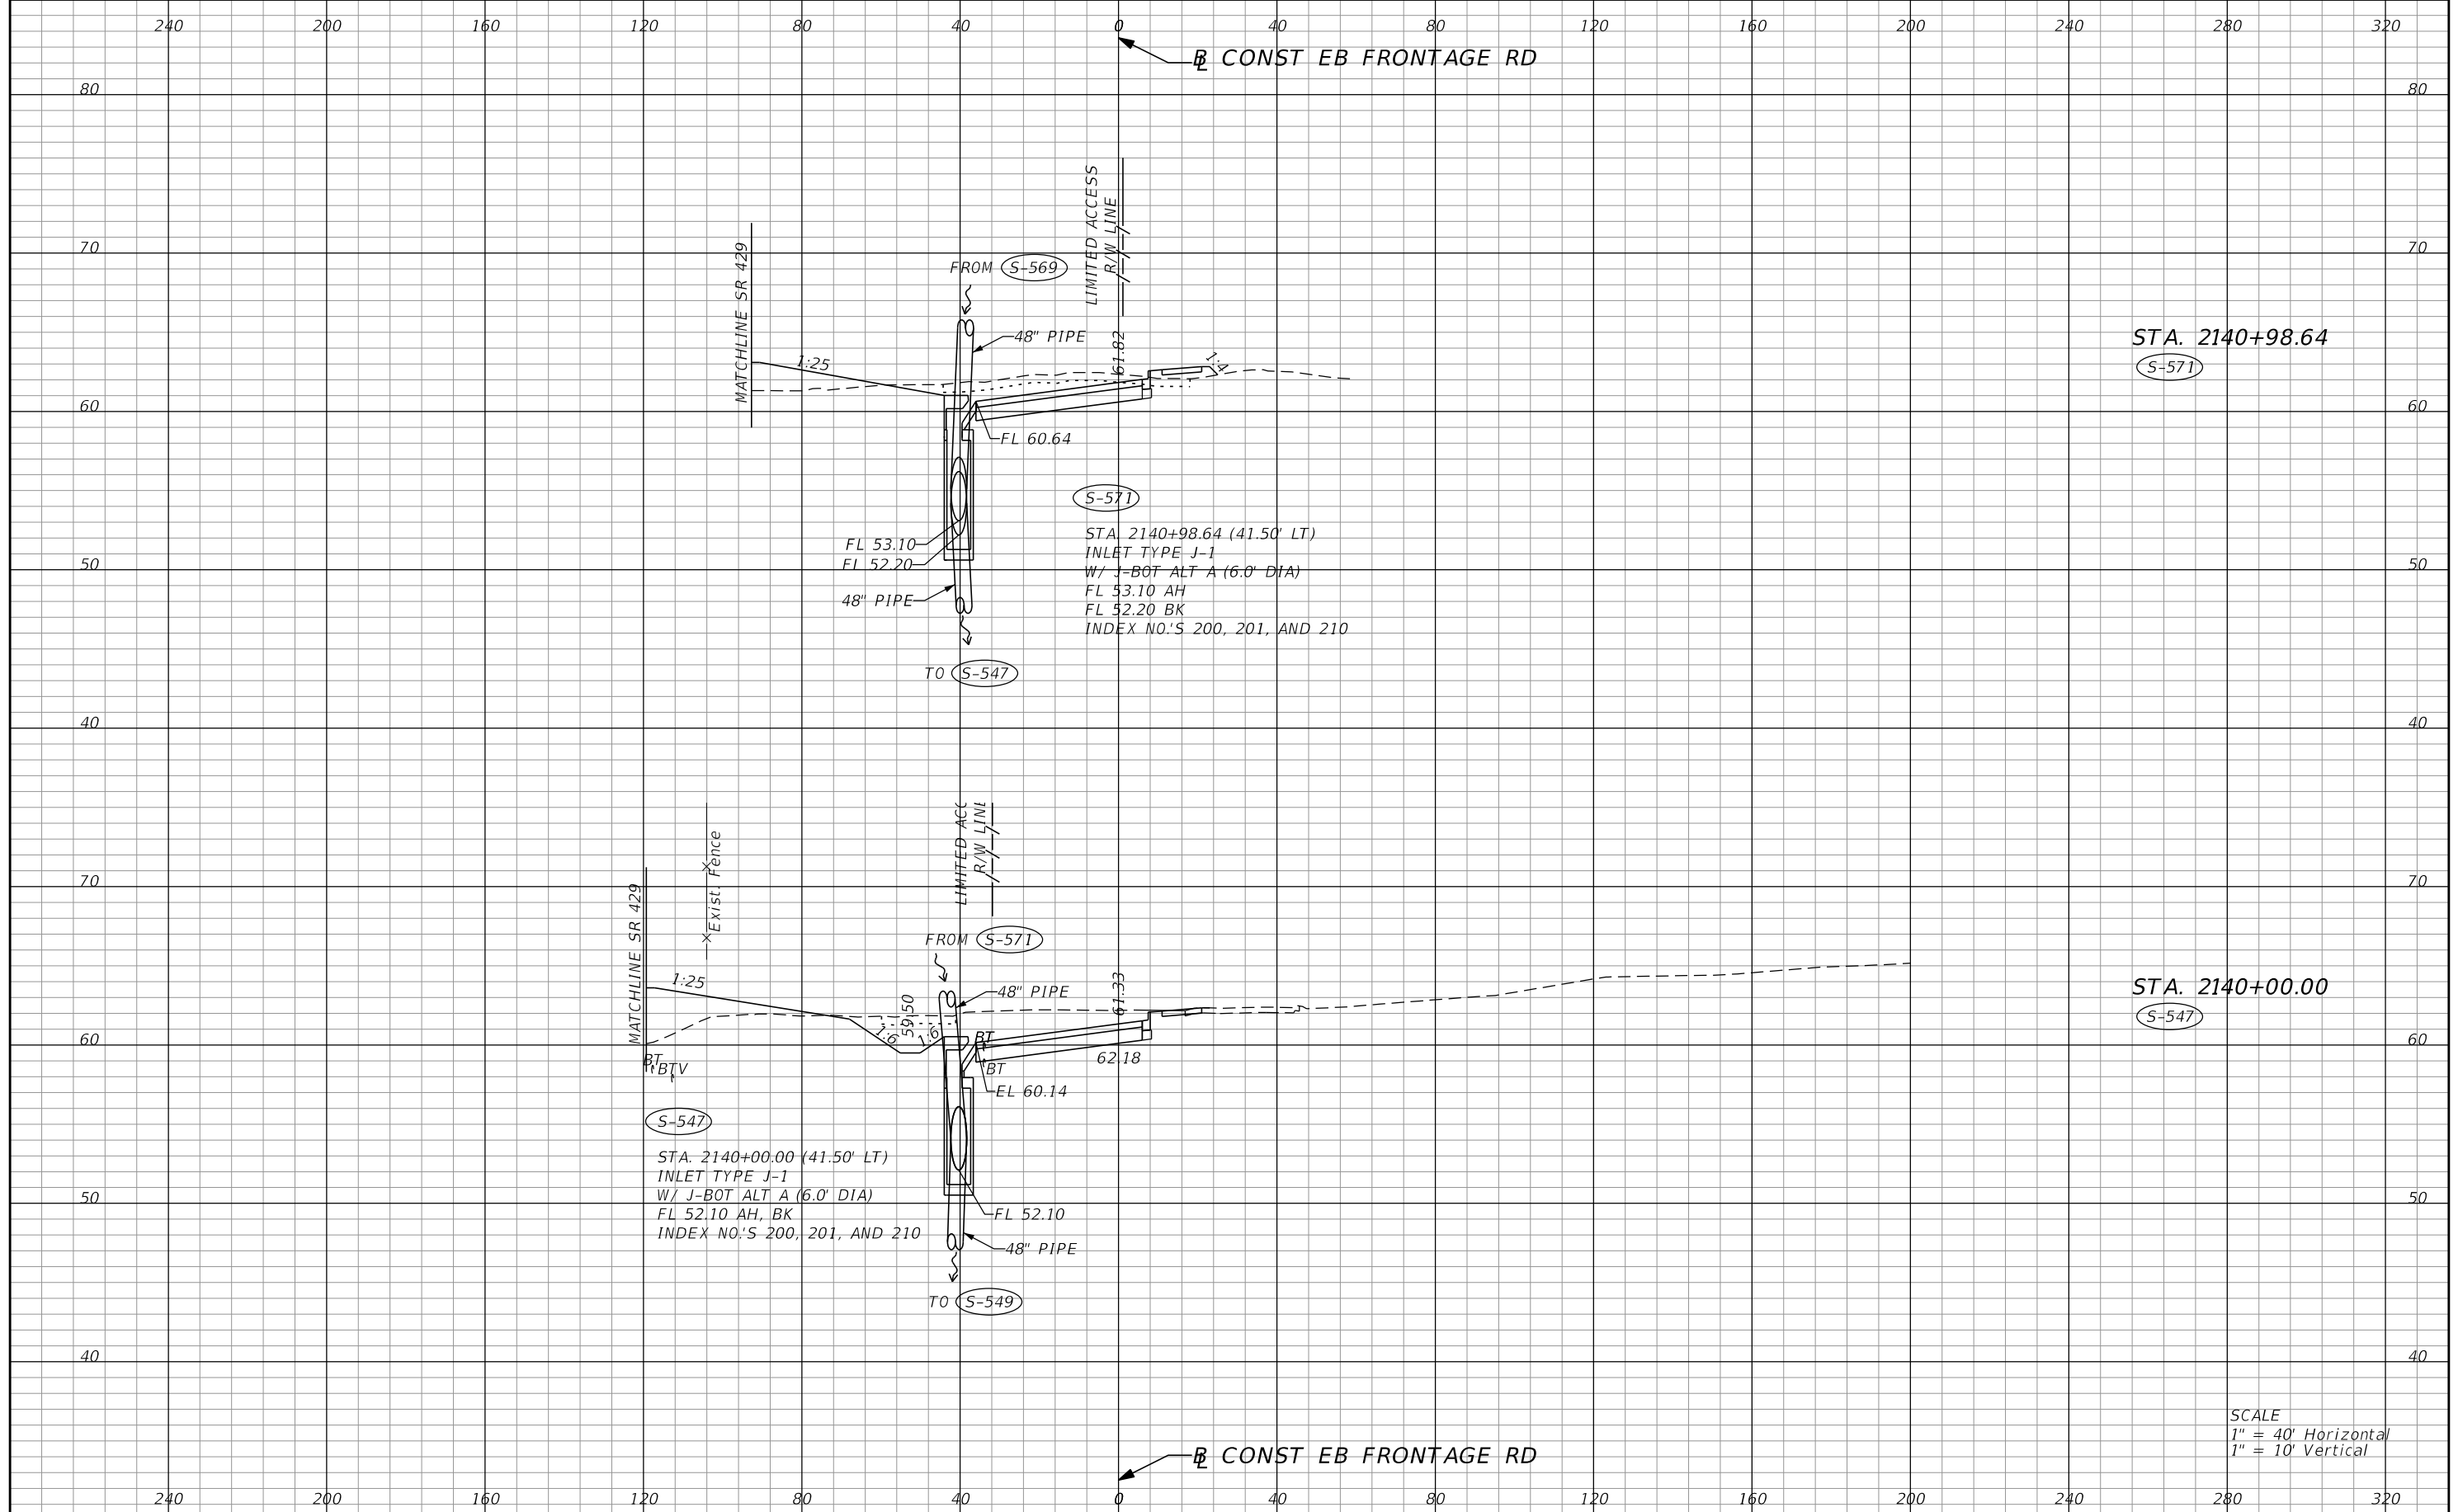 240 200 160 120 80 40 0 40 80 120 160 200 240 280 320
BL CONST EB FRONTAGE RD
80 80
70 70
MATCHLINE SR 429
LIMITED ACCESS
R/W LINE
FROM S-569
48" PIPE
1:25
61.82
1:4
STA. 2140+98.64
S-571
60 60
FL 60.64
S-571
FL 53.10
FL 52.20
48" PIPE
STA. 2140+98.64 (41.50' LT)
INLET TYPE J-1
W/ J-BOT ALT A (6.0' DIA)
FL 53.10 AH
FL 52.20 BK
INDEX NO.'S 200, 201, AND 210
50 50
TO S-547
40 40
70 70
MATCHLINE SR 429
Exist. Fence
LIMITED ACC
R/W LINE
FROM S-571
48" PIPE
1:25
59.50
1:6
1:6
61.33
STA. 2140+00.00
S-547
60 60
BT
BTV
BT
BT
62.18
EL 60.14
S-547
STA. 2140+00.00 (41.50' LT)
INLET TYPE J-1
W/ J-BOT ALT A (6.0' DIA)
FL 52.10 AH, BK
INDEX NO.'S 200, 201, AND 210
50 50
FL 52.10
48" PIPE
TO S-549
40 40
SCALE
1" = 40' Horizontal
1" = 10' Vertical
BL CONST EB FRONTAGE RD
240 200 160 120 80 40 0 40 80 120 160 200 240 280 320